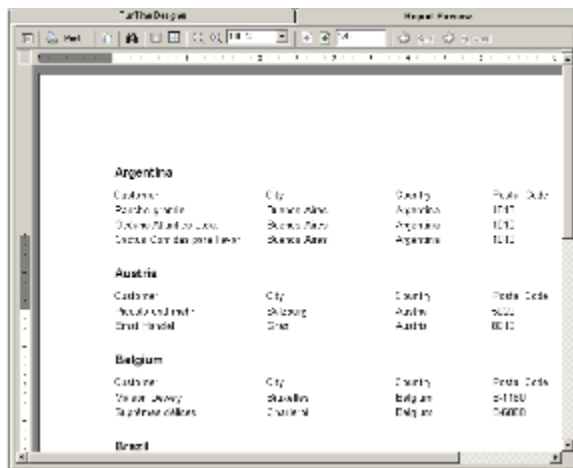 Report Preview
Argentina
Customer City Country Postal Code
Rancho grande Buenos Aires Argentina 1010
Océano Atlántico Ltda. Buenos Aires Argentina 1010
Cactus Comidas para llevar Buenos Aires Argentina 1010
Austria
Customer City Country Postal Code
Piccolo und mehr Salzburg Austria 5020
Ernst Handel Graz Austria 8010
Belgium
Customer City Country Postal Code
Maison Dewey Bruxelles Belgium B-1180
Suprêmes délices Charleroi Belgium B-6000
Brazil